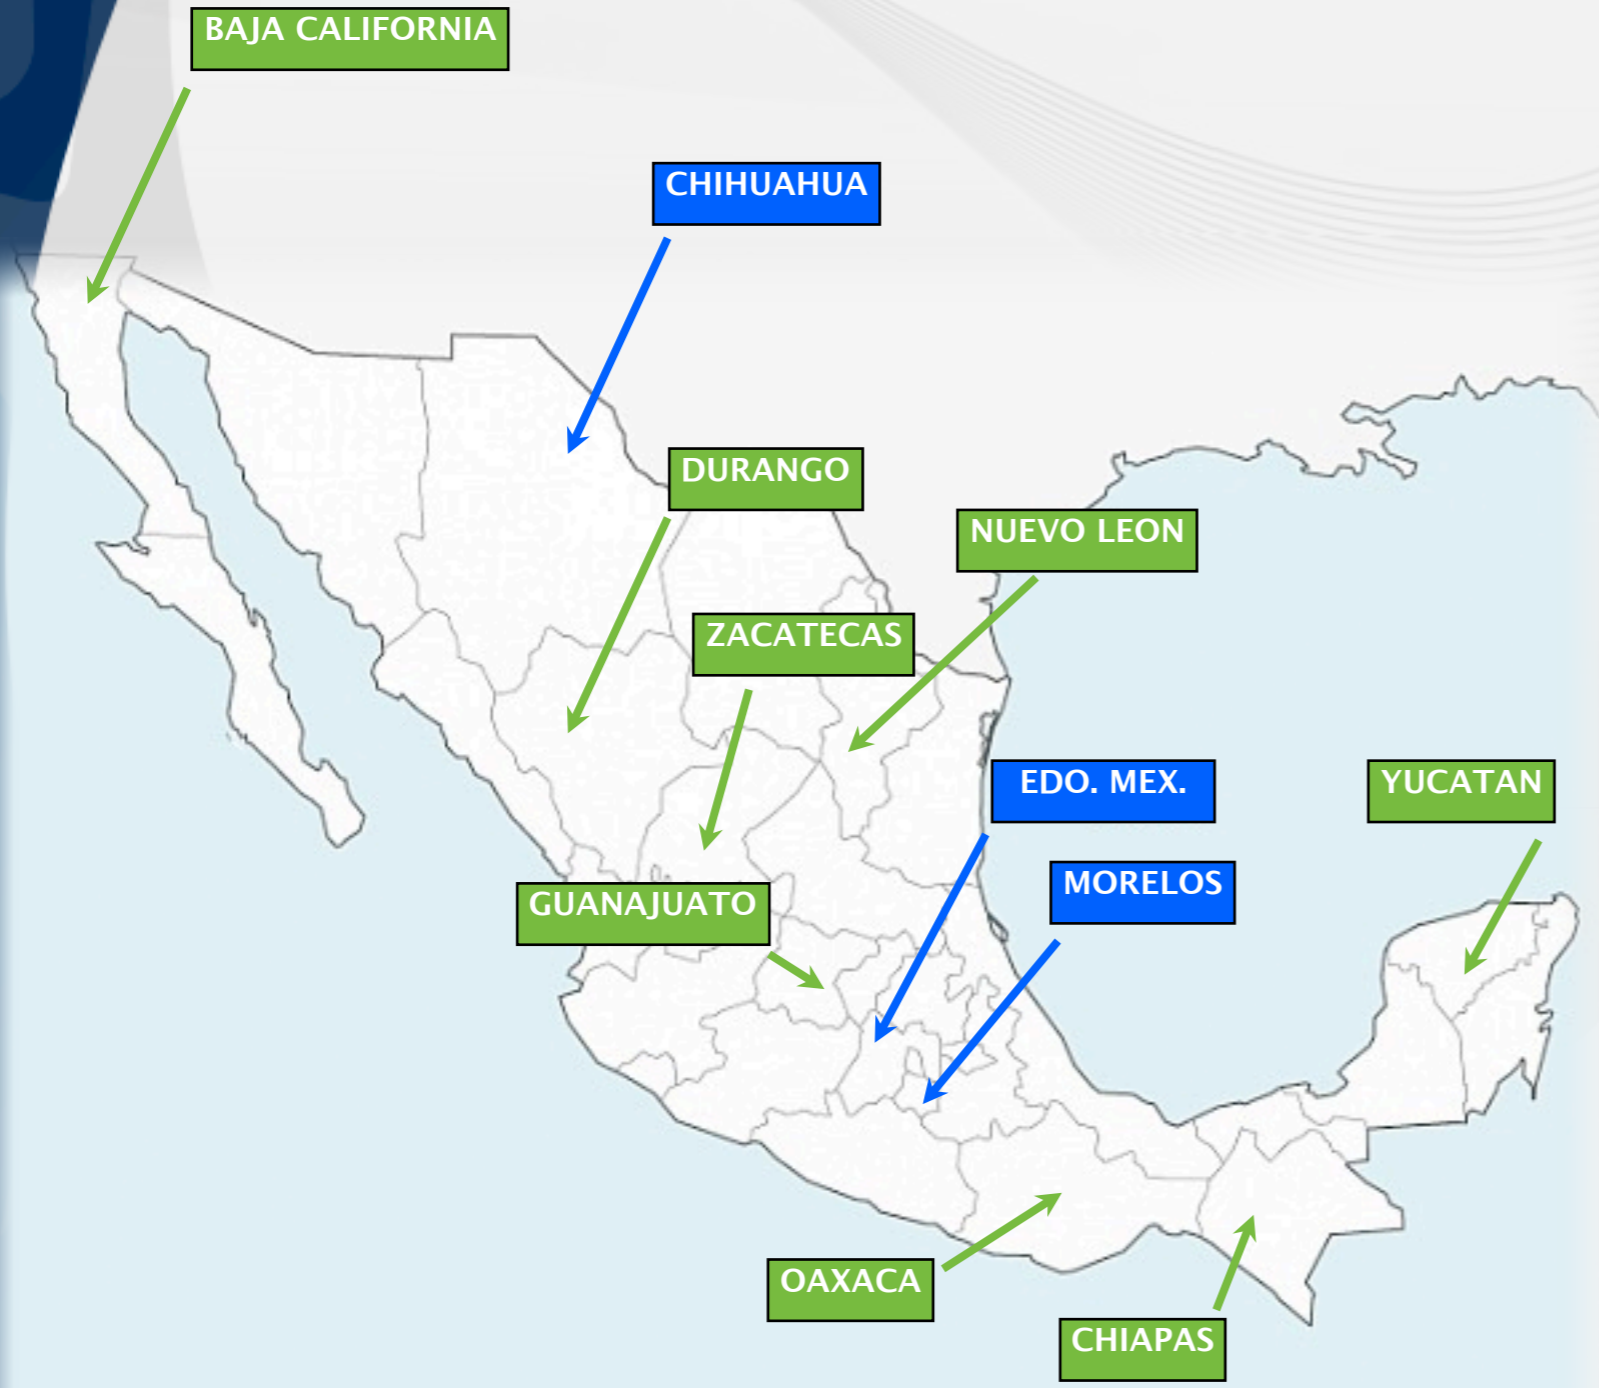 BAJA CALIFORNIA
CHIHUAHUA
DURANGO
NUEVO LEON
ZACATECAS
EDO. MEX.
YUCATAN
MORELOS
GUANAJUATO
OAXACA
CHIAPAS